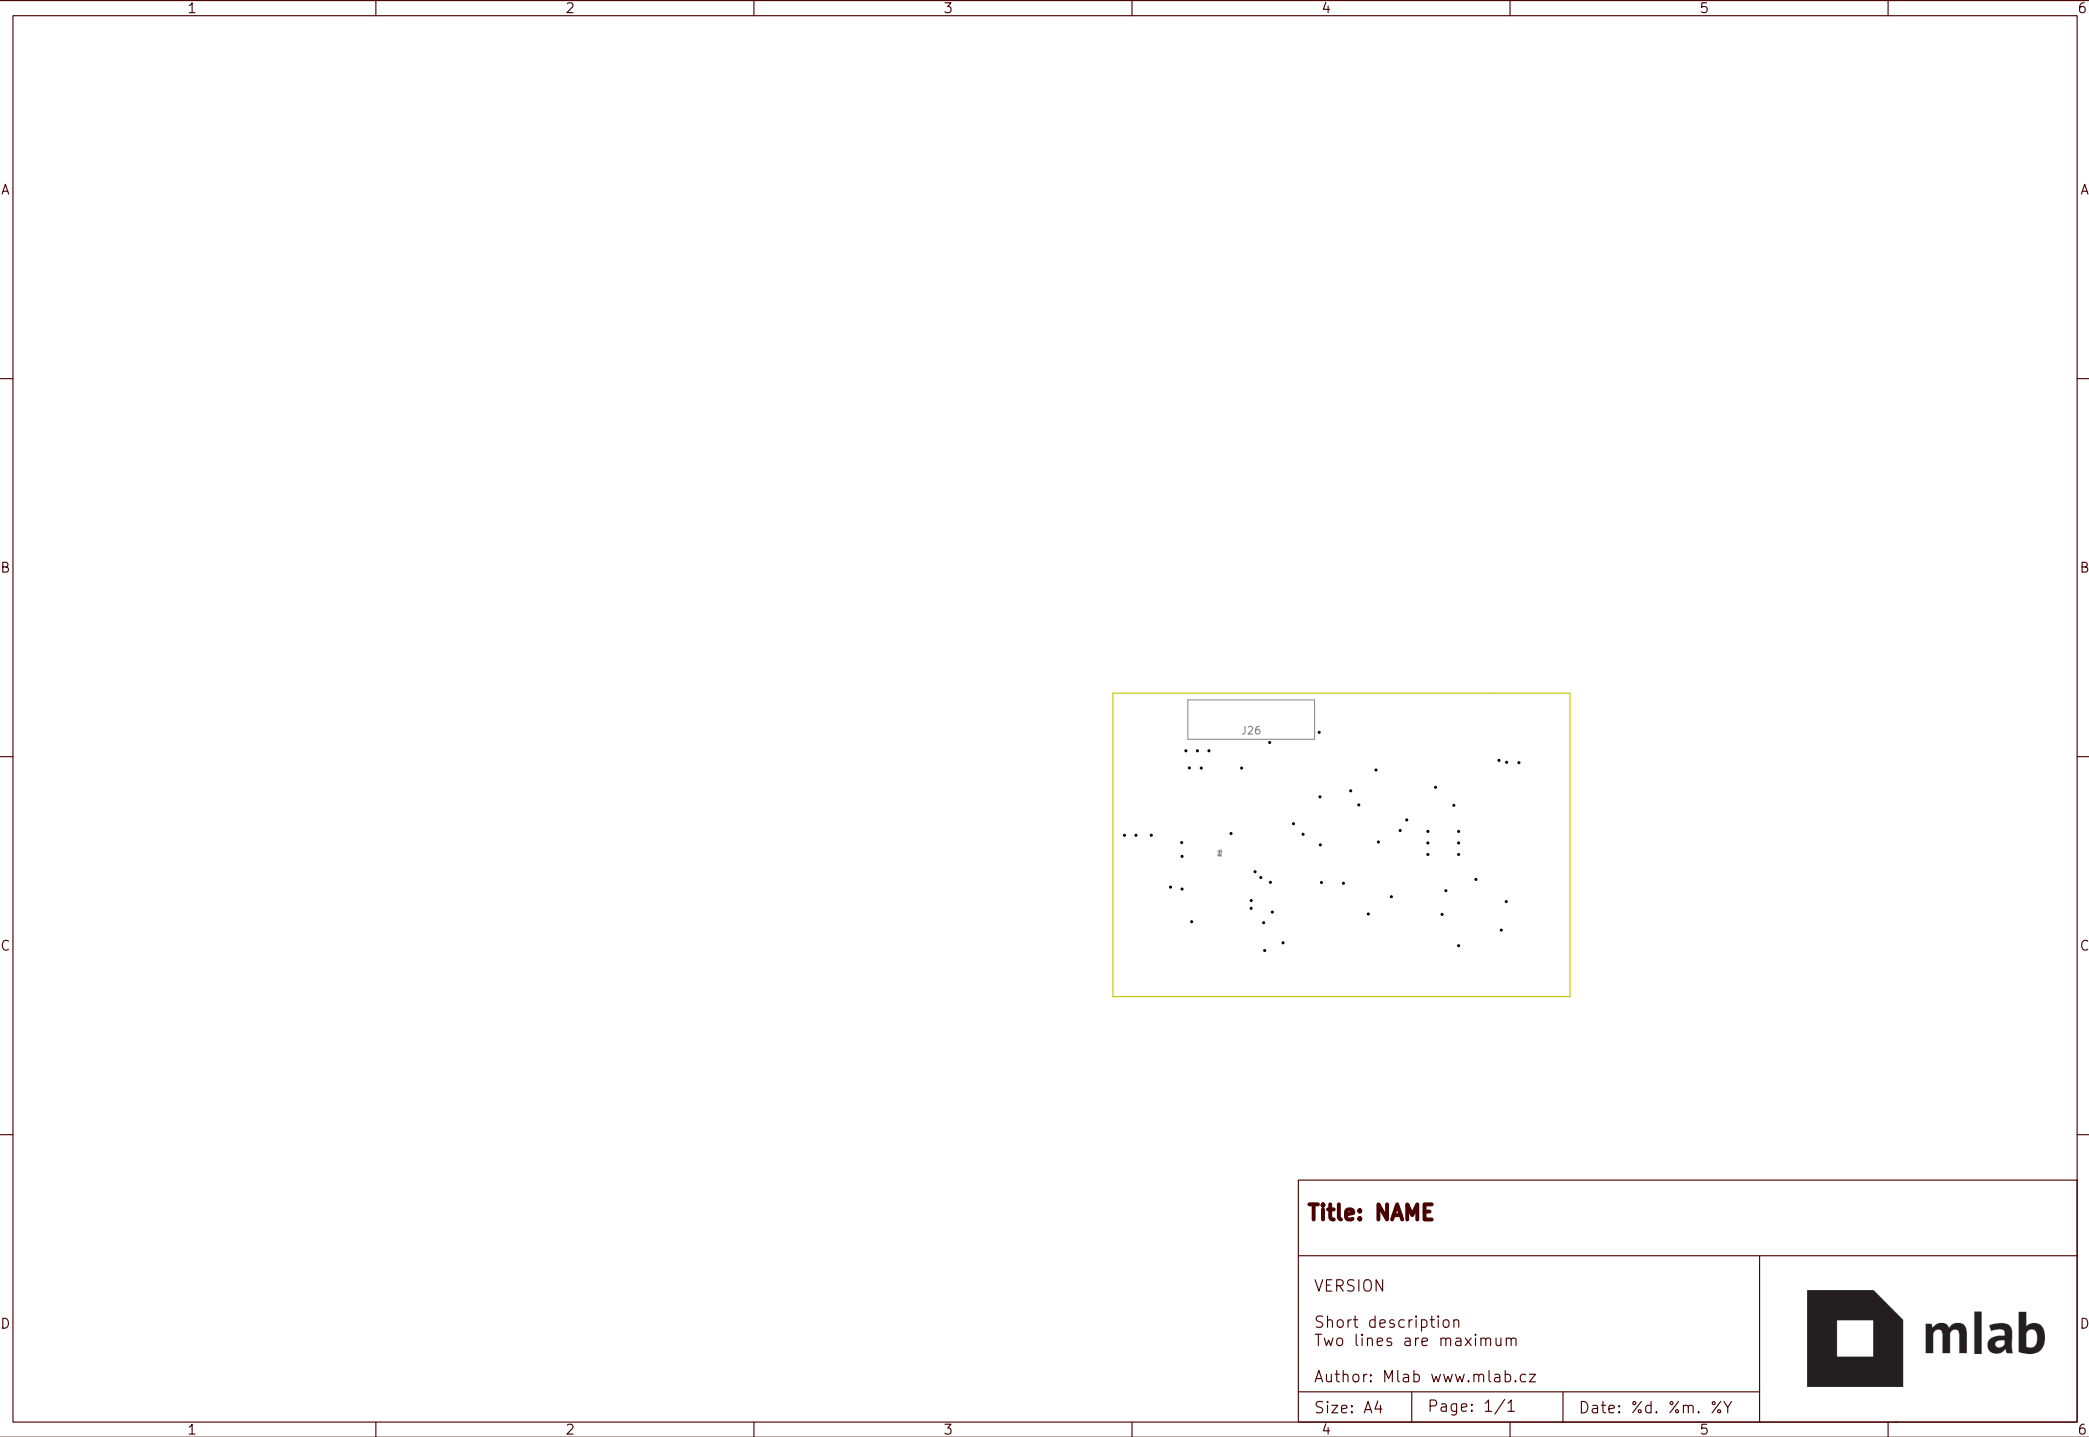 1 2 3 4 5 6
A A
B B
J26
R6
C C
Title: NAME
VERSION
Short description
Two lines are maximum
D D
mlab
Author: Mlab www.mlab.cz
Size: A4 Page: 1/1 Date: %d. %m. %Y
1 2 3 4 5 6